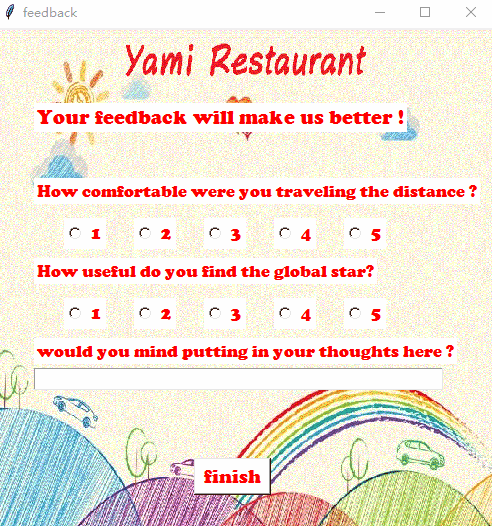 feedback
Yami Restaurant
Your feedback will make us better !
How comfortable were you traveling the distance ?
1 2 3 4 5
How useful do you find the global star?
1 2 3 4 5
would you mind putting in your thoughts here ?
finish